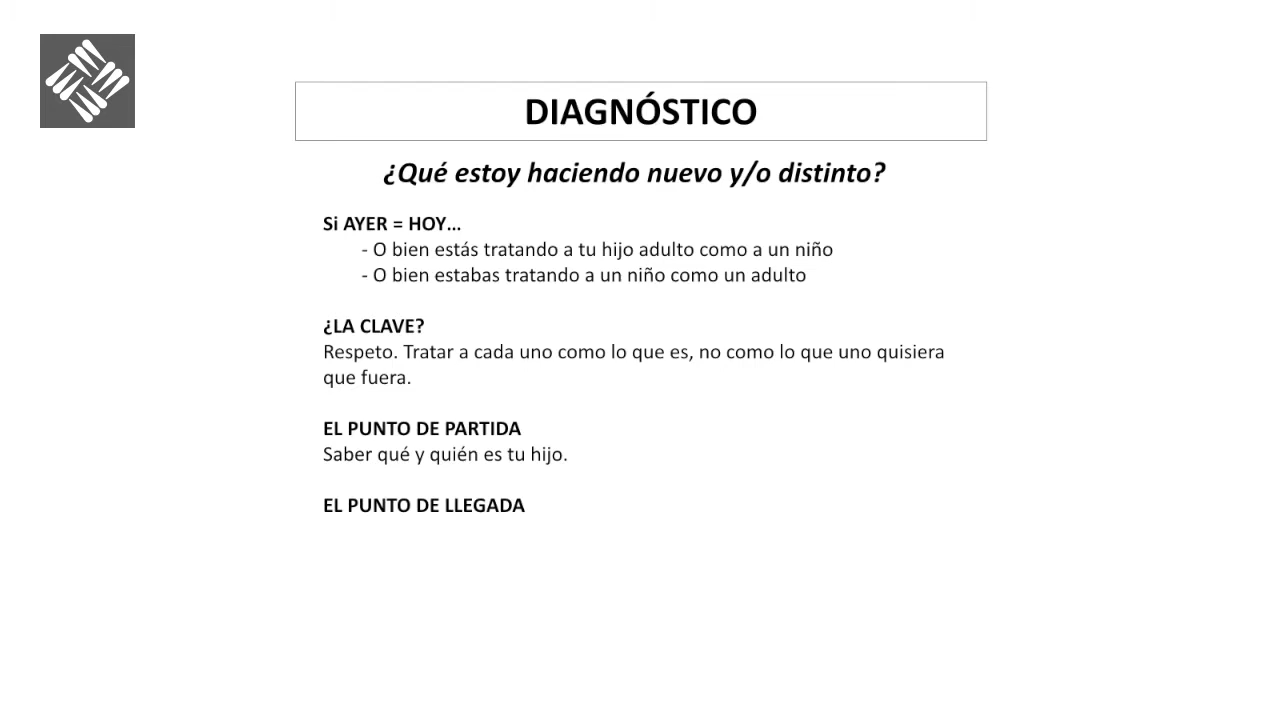 DIAGNÓSTICO
¿Qué estoy haciendo nuevo y/o distinto?
Si AYER = HOY...
- O bien estás tratando a tu hijo adulto como a un niño
- O bien estabas tratando a un niño como un adulto
¿LA CLAVE?
Respeto. Tratar a cada uno como lo que es, no como lo que uno quisiera
que fuera.
EL PUNTO DE PARTIDA
Saber qué y quién es tu hijo.
EL PUNTO DE LLEGADA